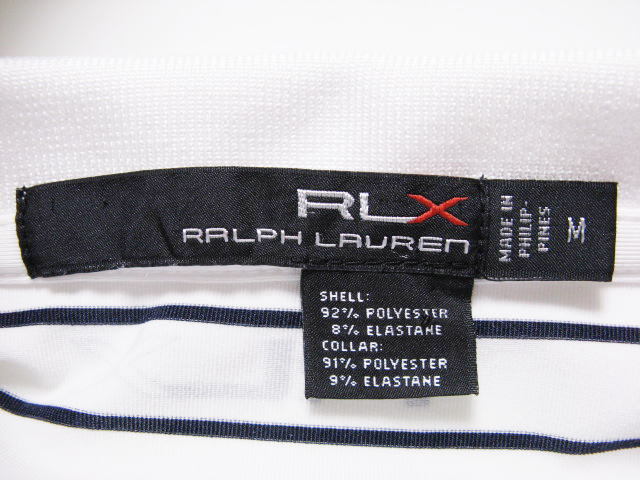 RLX
RALPH LAUREN
MADE IN
PHILIP-
PINES
M
SHELL:
92% POLYESTER
8% ELASTANE
COLLAR:
91% POLYESTER
9% ELASTANE